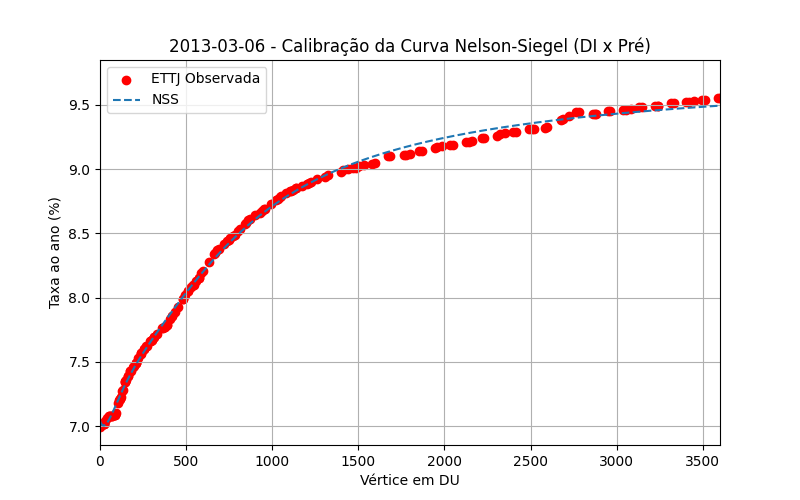 2013-03-06 - Calibração da Curva Nelson-Siegel (DI x Pré)
ETTJ Observada
NSS
Taxa ao ano (%)
9.5
9.0
8.5
8.0
7.5
7.0
0 500 1000 1500 2000 2500 3000 3500
Vértice em DU